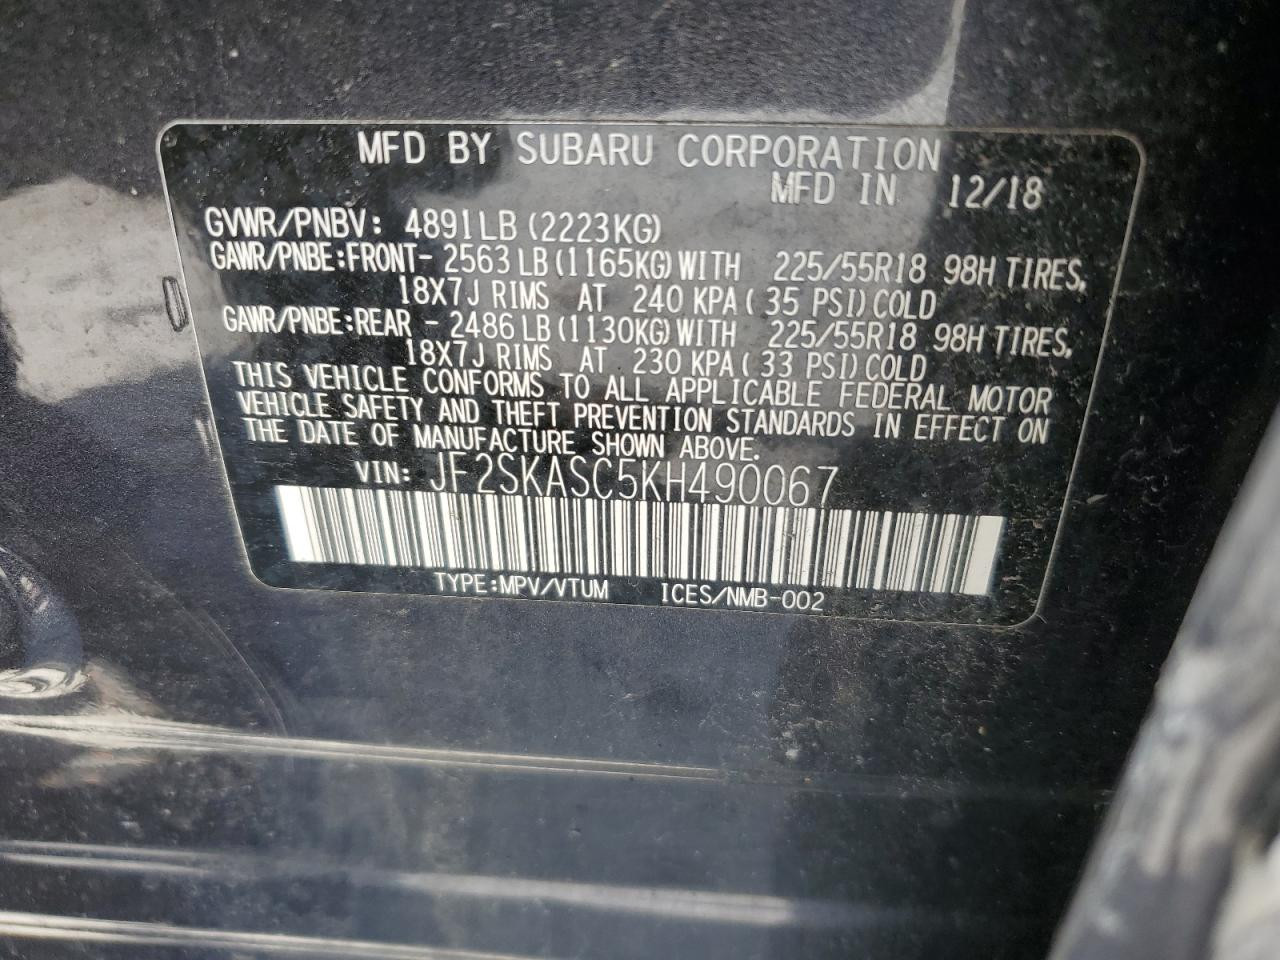 MFD BY SUBARU CORPORATION
MFD IN 12/18
GVWR/PNBV: 4891LB (2223KG)
GAWR/PNBE:FRONT- 2563 LB (1165KG) WITH 225/55R18 98H TIRES,
18X7J RIMS AT 240 KPA ( 35 PSI) COLD
GAWR/PNBE:REAR - 2486 LB (1130KG) WITH 225/55R18 98H TIRES,
18X7J RIMS AT 230 KPA ( 33 PSI) COLD
THIS VEHICLE CONFORMS TO ALL APPLICABLE FEDERAL MOTOR
VEHICLE SAFETY AND THEFT PREVENTION STANDARDS IN EFFECT ON
THE DATE OF MANUFACTURE SHOWN ABOVE.
VIN: JF2SKASC5KH490067
TYPE:MPV/VTUM ICES/NMB-002